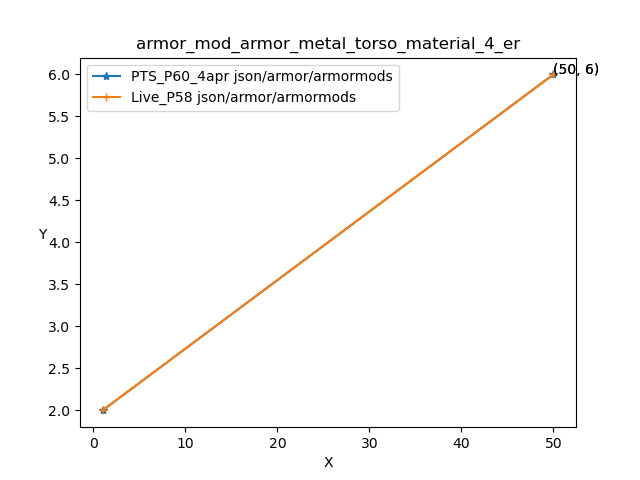 armor_mod_armor_metal_torso_material_4_er
PTS_P60_4apr json/armor/armormods
Live_P58 json/armor/armormods
(50, 6)
6.0
5.5
5.0
4.5
Y
4.0
3.5
3.0
2.5
2.0
0 10 20 30 40 50
X